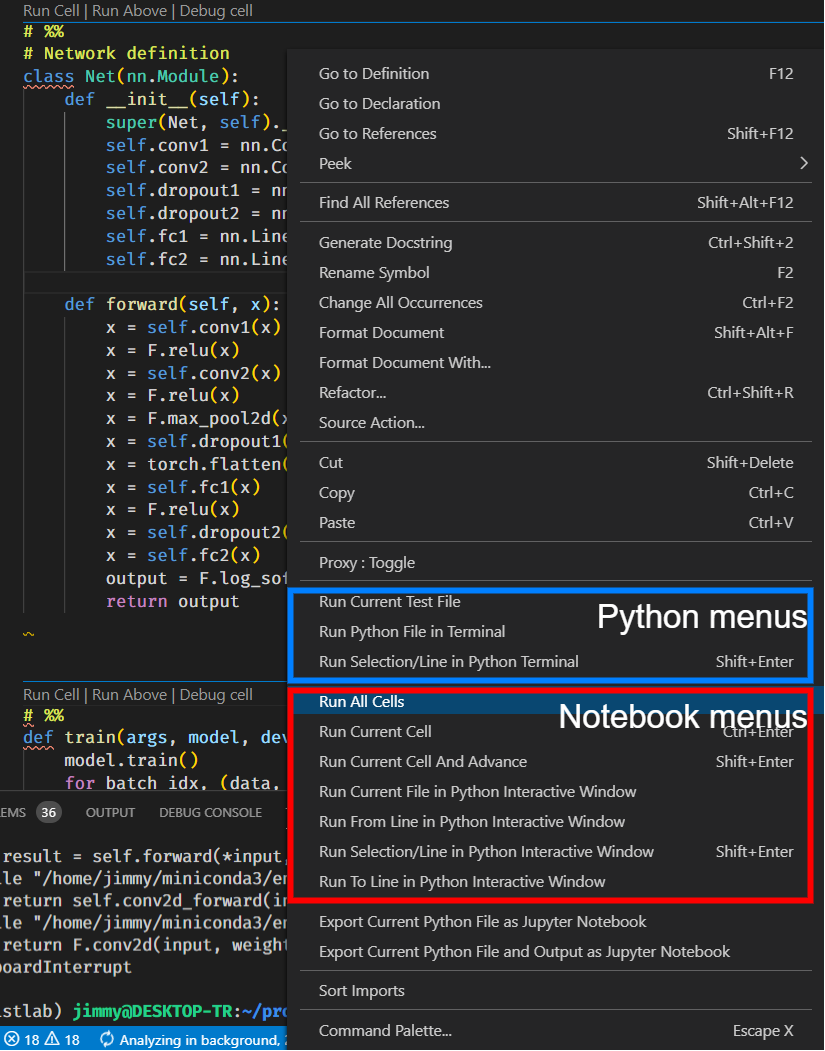 Run Cell | Run Above | Debug cell
# %%
# Network definition
class Net(nn.Module):
def __init__(self):
super(Net, self)._
self.conv1 = nn.Co
self.conv2 = nn.Co
self.dropout1 = nn
self.dropout2 = nn
self.fc1 = nn.Line
self.fc2 = nn.Line
def forward(self, x):
x = self.conv1(x)
x = F.relu(x)
x = self.conv2(x)
x = F.relu(x)
x = F.max_pool2d(x
x = self.dropout1(
x = torch.flatten(
x = self.fc1(x)
x = F.relu(x)
x = self.dropout2(
x = self.fc2(x)
output = F.log_sof
return output
Run Cell | Run Above | Debug cell
# %%
def train(args, model, dev
model.train()
for batch_idx, (data,
EMS 36 OUTPUT DEBUG CONSOLE
result = self.forward(*input,
le "/home/jimmy/miniconda3/en
return self.conv2d_forward(in
le "/home/jimmy/miniconda3/en
return F.conv2d(input, weight
oardInterrupt
stlab) jimmy@DESKTOP-TR:~/pro
18 18 Analyzing in background,
Go to Definition F12
Go to Declaration
Go to References Shift+F12
Peek
Find All References Shift+Alt+F12
Generate Docstring Ctrl+Shift+2
Rename Symbol F2
Change All Occurrences Ctrl+F2
Format Document Shift+Alt+F
Format Document With...
Refactor... Ctrl+Shift+R
Source Action...
Cut Shift+Delete
Copy Ctrl+C
Paste Ctrl+V
Proxy : Toggle
Run Current Test File
Python menus
Run Python File in Terminal
Run Selection/Line in Python Terminal Shift+Enter
Run All Cells
Notebook menus
Run Current Cell Ctrl+Enter
Run Current Cell And Advance Shift+Enter
Run Current File in Python Interactive Window
Run From Line in Python Interactive Window
Run Selection/Line in Python Interactive Window Shift+Enter
Run To Line in Python Interactive Window
Export Current Python File as Jupyter Notebook
Export Current Python File and Output as Jupyter Notebook
Sort Imports
Command Palette... Escape X